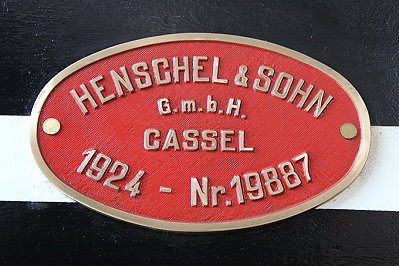 HENSCHEL & SOHN
G.m.b.H.
CASSEL
1924 - Nr.19887